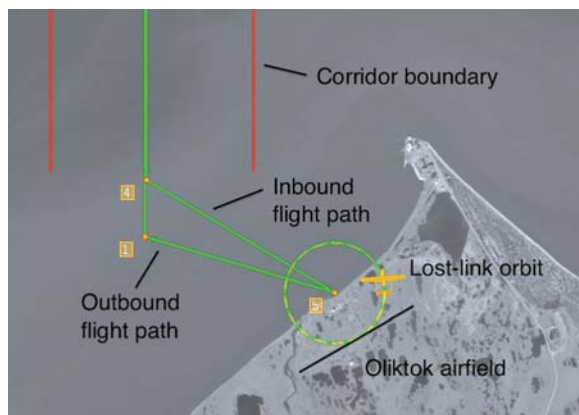 Corridor boundary
4
Inbound
flight path
1
Lost-link orbit
5
Outbound
flight path
Oliktok airfield